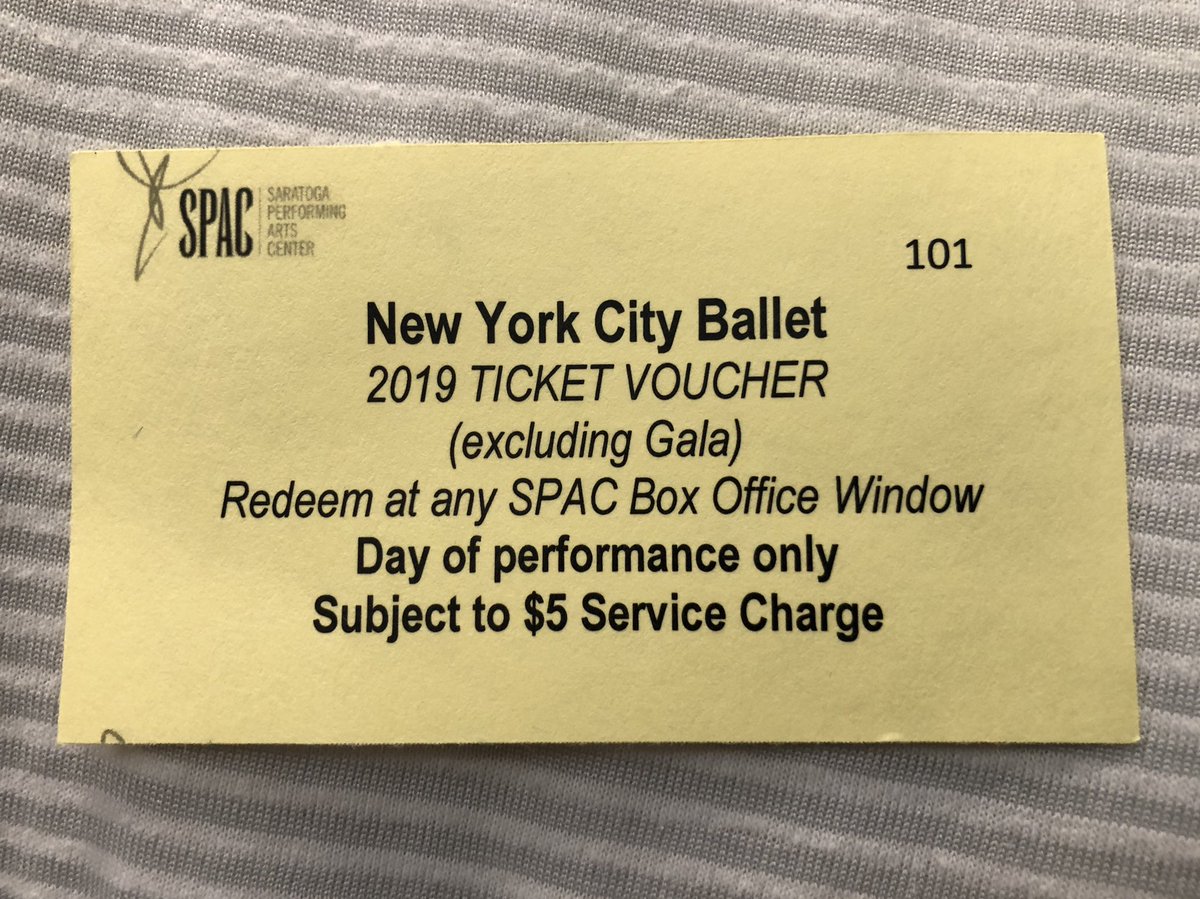 SPAC
SARATOGA
PERFORMING
ARTS
CENTER
101
New York City Ballet
2019 TICKET VOUCHER
(excluding Gala)
Redeem at any SPAC Box Office Window
Day of performance only
Subject to $5 Service Charge